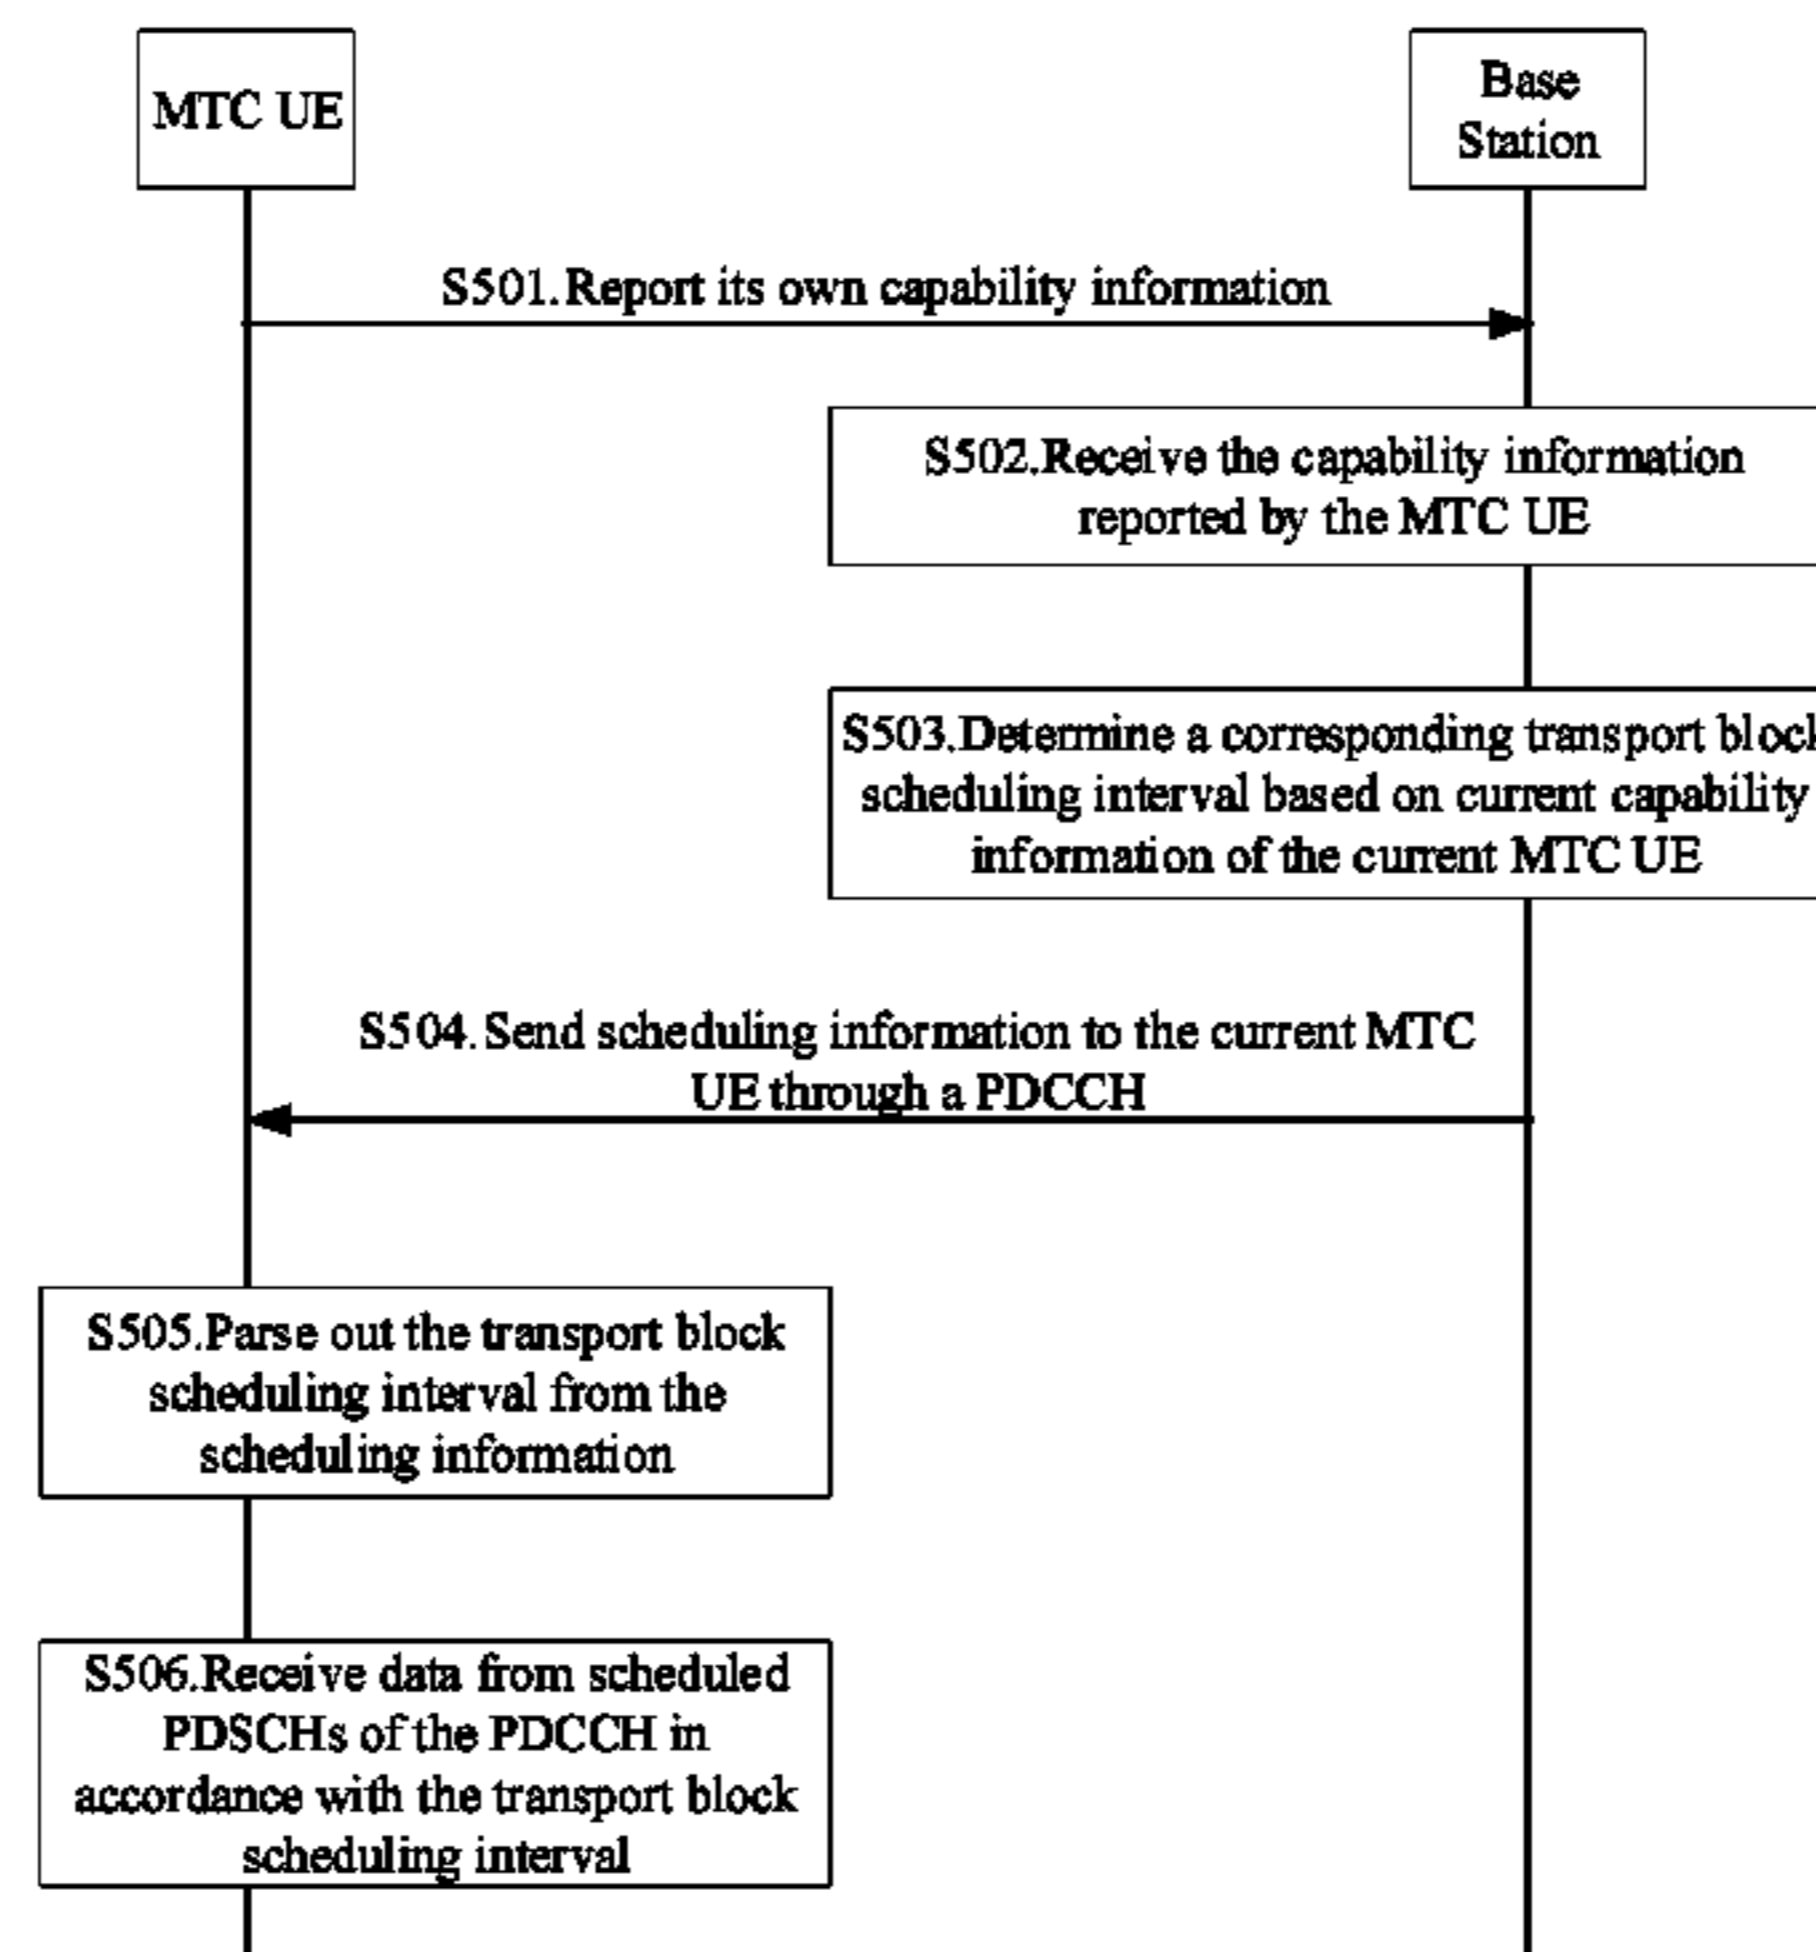 MTC UE
Base
Station
S501.Report its own capability information
S502.Receive the capability information
reported by the MTC UE
S503.Determine a corresponding transport block
scheduling interval based on current capability
information of the current MTC UE
S504.Send scheduling information to the current MTC
UE through a PDCCH
S505.Parse out the transport block
scheduling interval from the
scheduling information
S506.Receive data from scheduled
PDSCHs of the PDCCH in
accordance with the transport block
scheduling interval